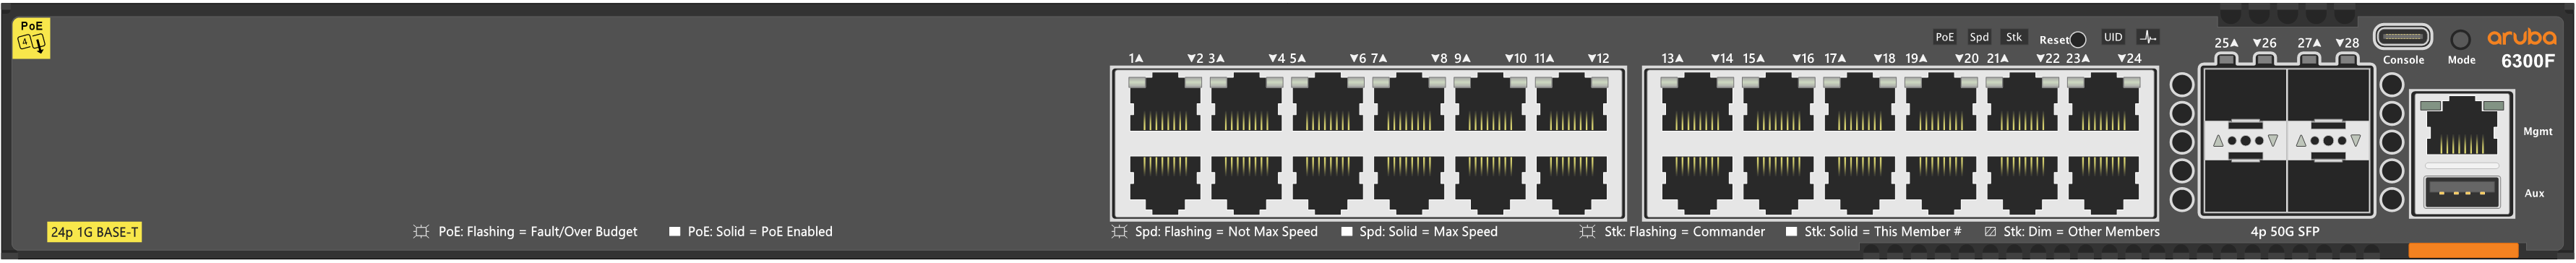 PoE
4
PoE Spd Stk Reset UID
1▲ ▼2 3▲ ▼4 5▲ ▼6 7▲ ▼8 9▲ ▼10 11▲ ▼12
13▲ ▼14 15▲ ▼16 17▲ ▼18 19▲ ▼20 21▲ ▼22 23▲ ▼24
25▲ ▼26 27▲ ▼28
Console
Mode
aruba
6300F
Mgmt
Aux
24p 1G BASE-T
PoE: Flashing = Fault/Over Budget
PoE: Solid = PoE Enabled
Spd: Flashing = Not Max Speed
Spd: Solid = Max Speed
Stk: Flashing = Commander
Stk: Solid = This Member #
Stk: Dim = Other Members
4p 50G SFP